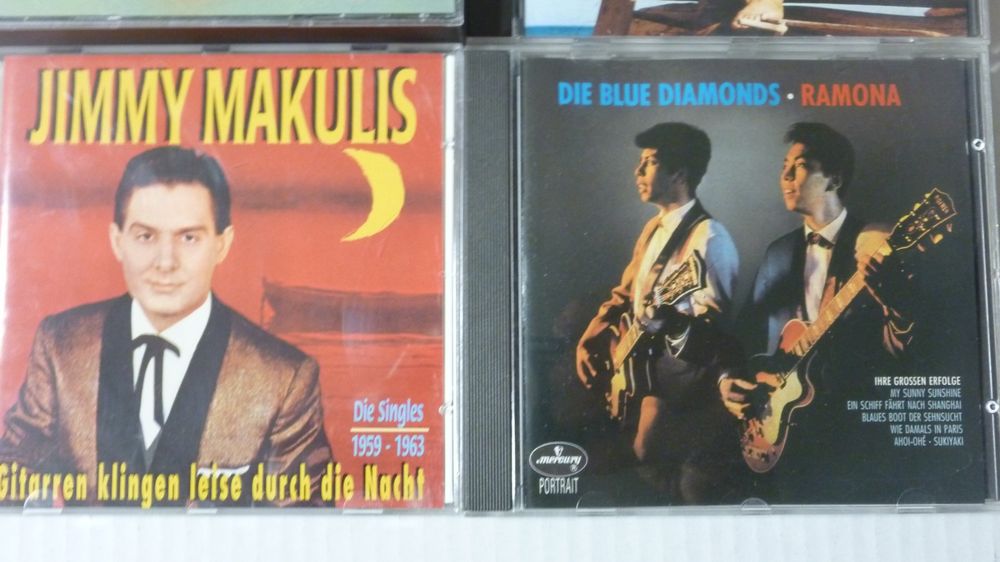 JIMMY MAKULIS
Die Singles
1959 - 1963
Gitarren klingen leise durch die Nacht
DIE BLUE DIAMONDS · RAMONA
IHRE GROSSEN ERFOLGE
MY SUNNY SUNSHINE
EIN SCHIFF FÄHRT NACH SHANGHAI
BLAUES BOOT DER SEHNSUCHT
WIE DAMALS IN PARIS
AHOI-OHÉ · SUKIYAKI
mercury ®
PORTRAIT